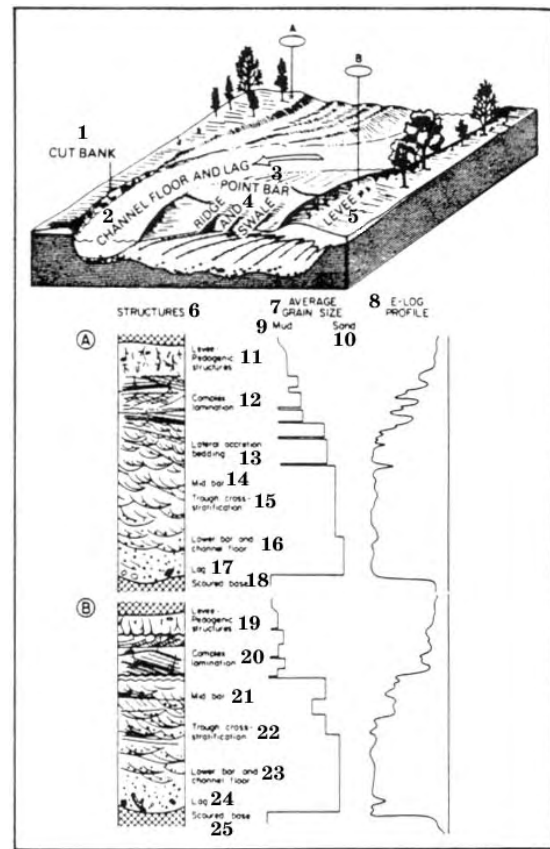 A
B
1
CUT BANK
2
CHANNEL FLOOR AND LAG
3
POINT BAR
4
RIDGE
AND
SWALE
LEVEE
5
STRUCTURES 6
7 AVERAGE
GRAIN SIZE
8 E-LOG
PROFILE
9 Mud
Sand
10
A
Levee-
Pedogenic
structures
11
Complex
lamination
12
Lateral accretion
bedding
13
Mid bar 14
Trough cross-
stratification
15
Lower bar and
channel floor
16
Lag 17
Scoured base 18
B
Levee-
Pedogenic
structures
19
Complex
lamination
20
Mid bar 21
Trough cross-
stratification
22
Lower bar and
channel floor
23
Lag 24
Scoured base
25